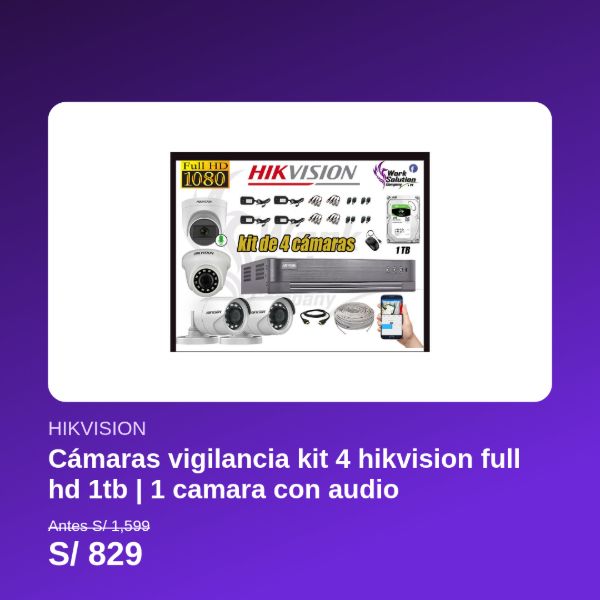 Full HD
1080
HIKVISION
Work
Solution
Company
kit de 4 cámaras
1 TB
HIKVISION
Cámaras vigilancia kit 4 hikvision full
hd 1tb | 1 camara con audio
Antes S/ 1,599
S/ 829